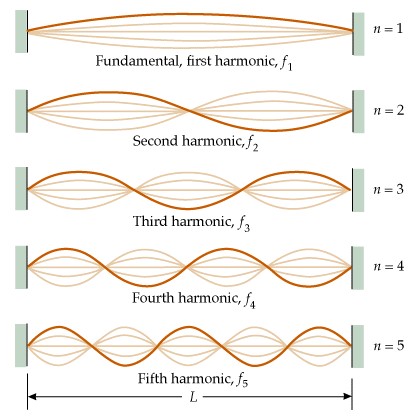 n = 1
Fundamental, first harmonic, f1
n = 2
Second harmonic, f2
n = 3
Third harmonic, f3
n = 4
Fourth harmonic, f4
n = 5
Fifth harmonic, f5
L